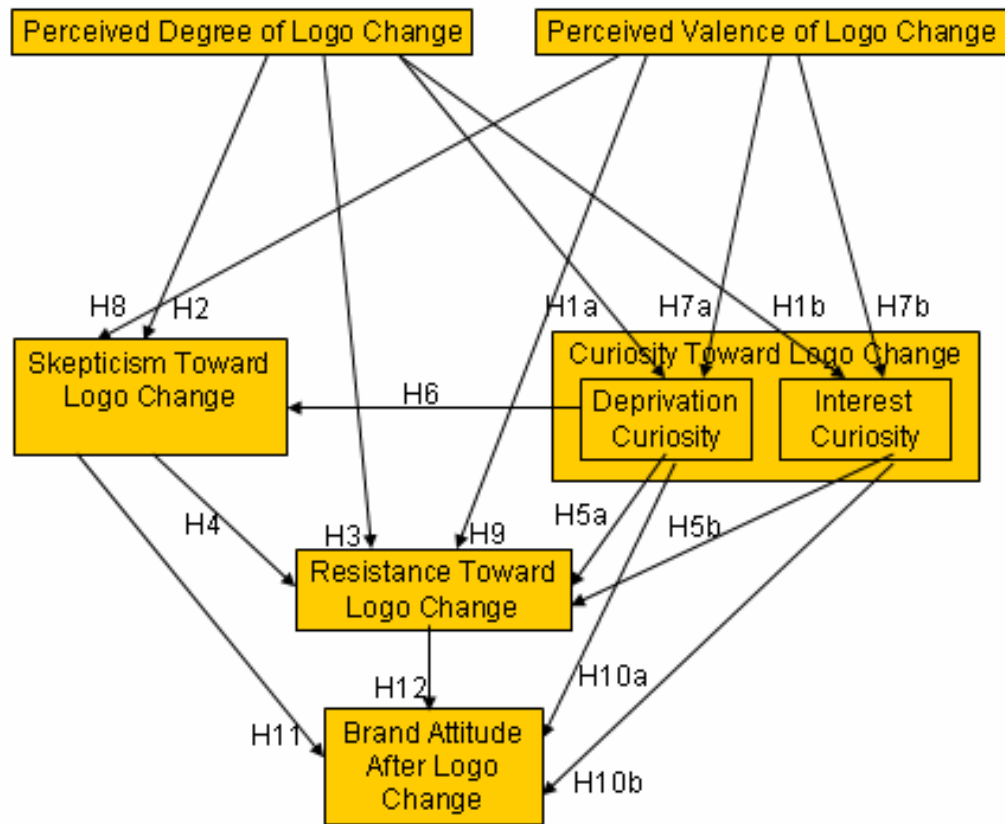 Perceived Degree of Logo Change
Perceived Valence of Logo Change
H8
H2
H1a
H7a
H1b
H7b
Skepticism Toward
Logo Change
Curiosity Toward Logo Change
Deprivation
Curiosity
Interest
Curiosity
H6
H4
H3
H9
H5a
H5b
Resistance Toward
Logo Change
H12
H10a
H11
H10b
Brand Attitude
After Logo
Change